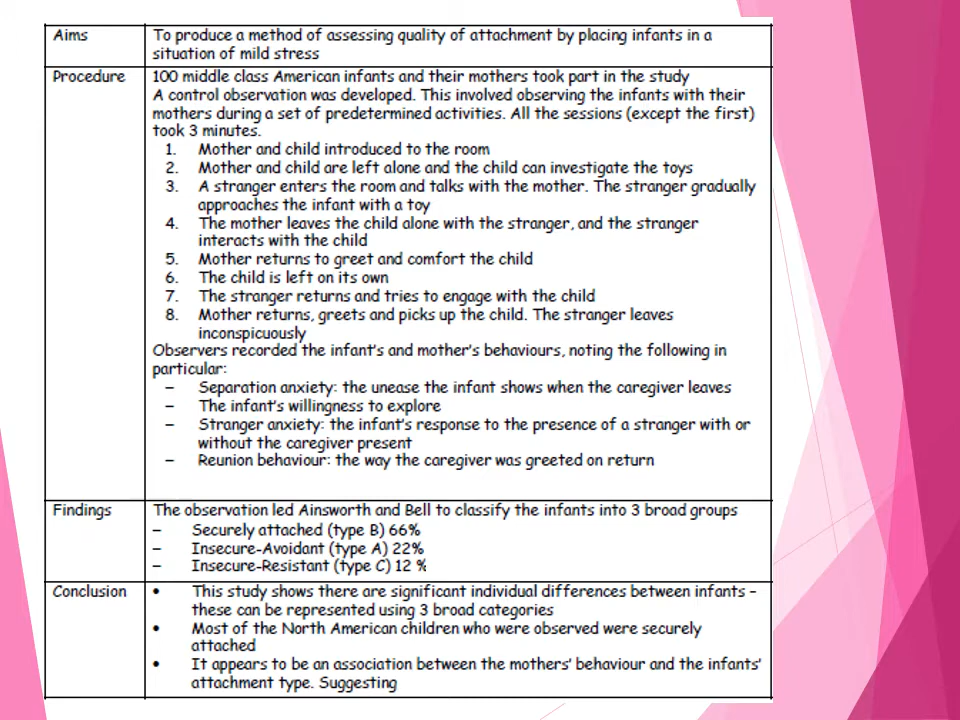 Aims
To produce a method of assessing quality of attachment by placing infants in a
situation of mild stress
Procedure
100 middle class American infants and their mothers took part in the study
A control observation was developed. This involved observing the infants with their
mothers during a set of predetermined activities. All the sessions (except the first)
took 3 minutes.
1. Mother and child introduced to the room
2. Mother and child are left alone and the child can investigate the toys
3. A stranger enters the room and talks with the mother. The stranger gradually
approaches the infant with a toy
4. The mother leaves the child alone with the stranger, and the stranger
interacts with the child
5. Mother returns to greet and comfort the child
6. The child is left on its own
7. The stranger returns and tries to engage with the child
8. Mother returns, greets and picks up the child. The stranger leaves
inconspicuously
Observers recorded the infant's and mother's behaviours, noting the following in
particular:
– Separation anxiety: the unease the infant shows when the caregiver leaves
– The infant's willingness to explore
– Stranger anxiety: the infant's response to the presence of a stranger with or
without the caregiver present
– Reunion behaviour: the way the caregiver was greeted on return
Findings
The observation led Ainsworth and Bell to classify the infants into 3 broad groups
– Securely attached (type B) 66%
– Insecure-Avoidant (type A) 22%
– Insecure-Resistant (type C) 12 %
Conclusion
• This study shows there are significant individual differences between infants –
these can be represented using 3 broad categories
• Most of the North American children who were observed were securely
attached
• It appears to be an association between the mothers' behaviour and the infants'
attachment type. Suggesting